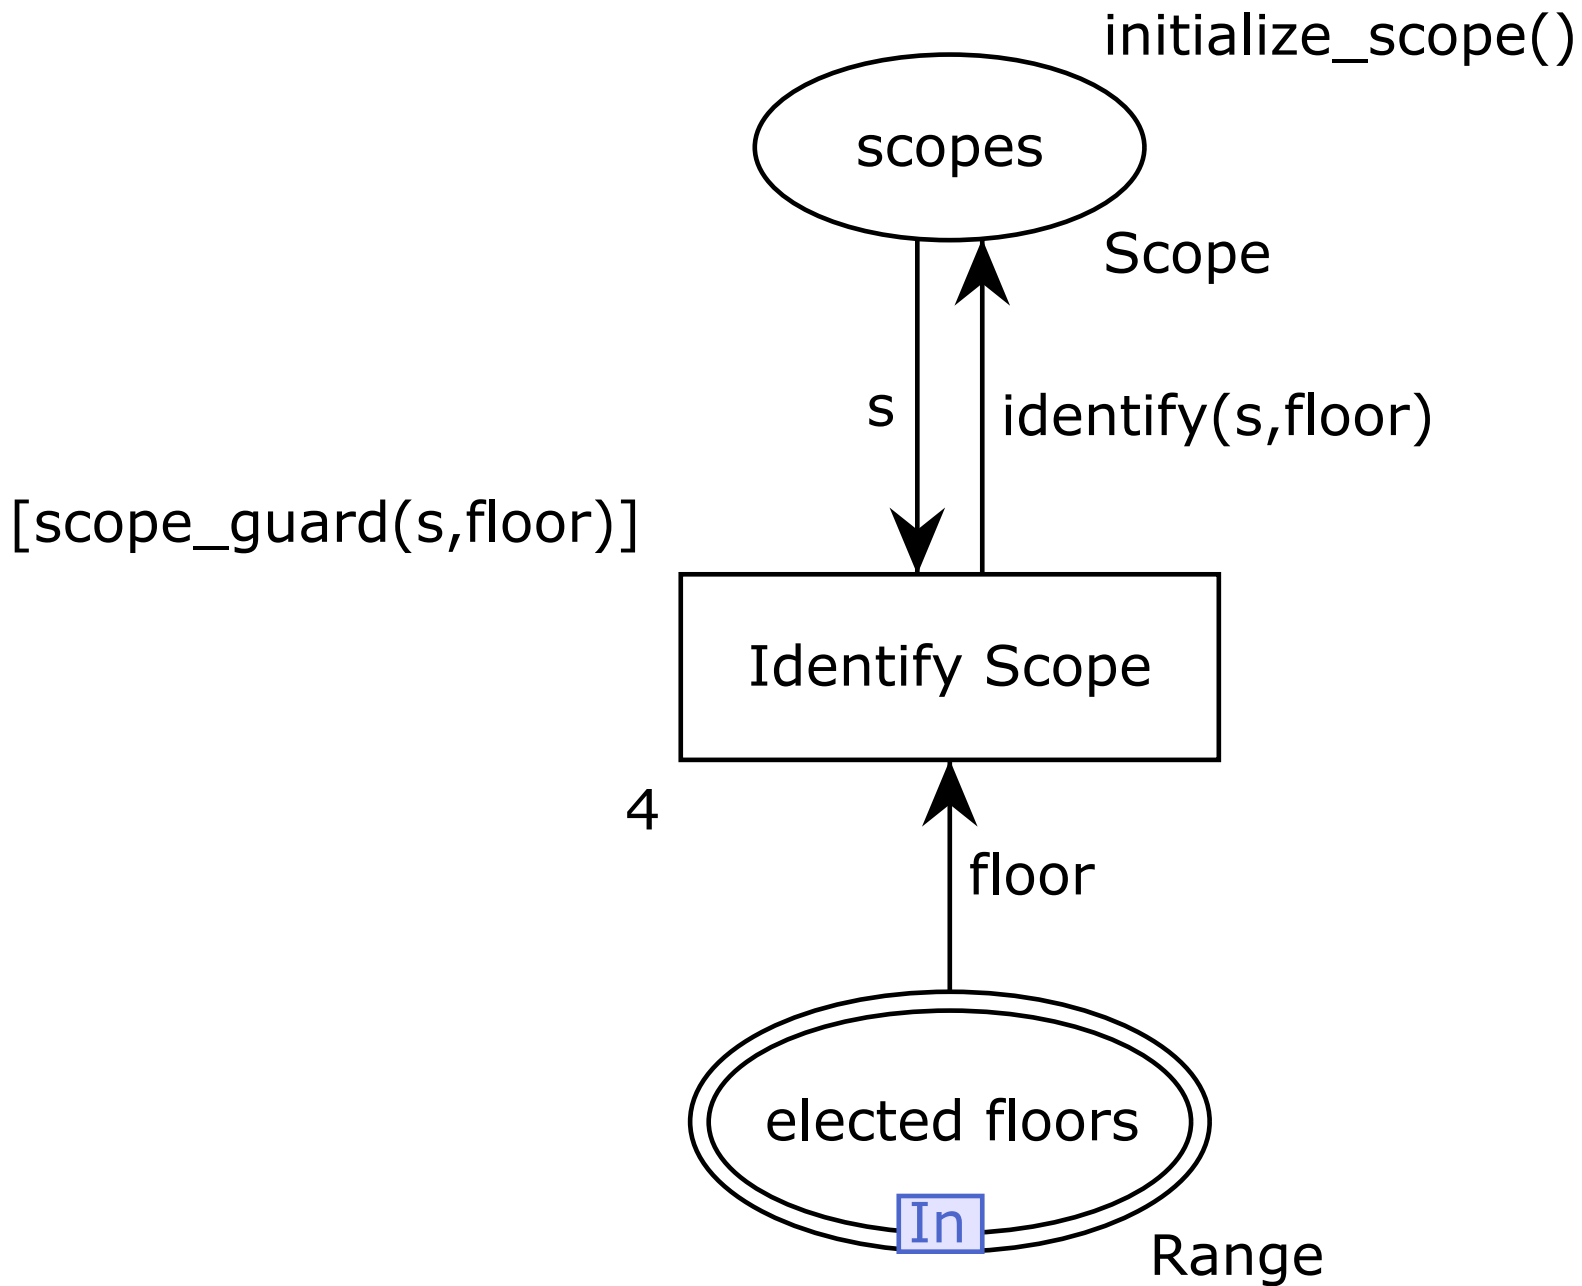 initialize_scope()
scopes
Scope
s
identify(s,floor)
[scope_guard(s,floor)]
Identify Scope
4
floor
elected floors
In
Range